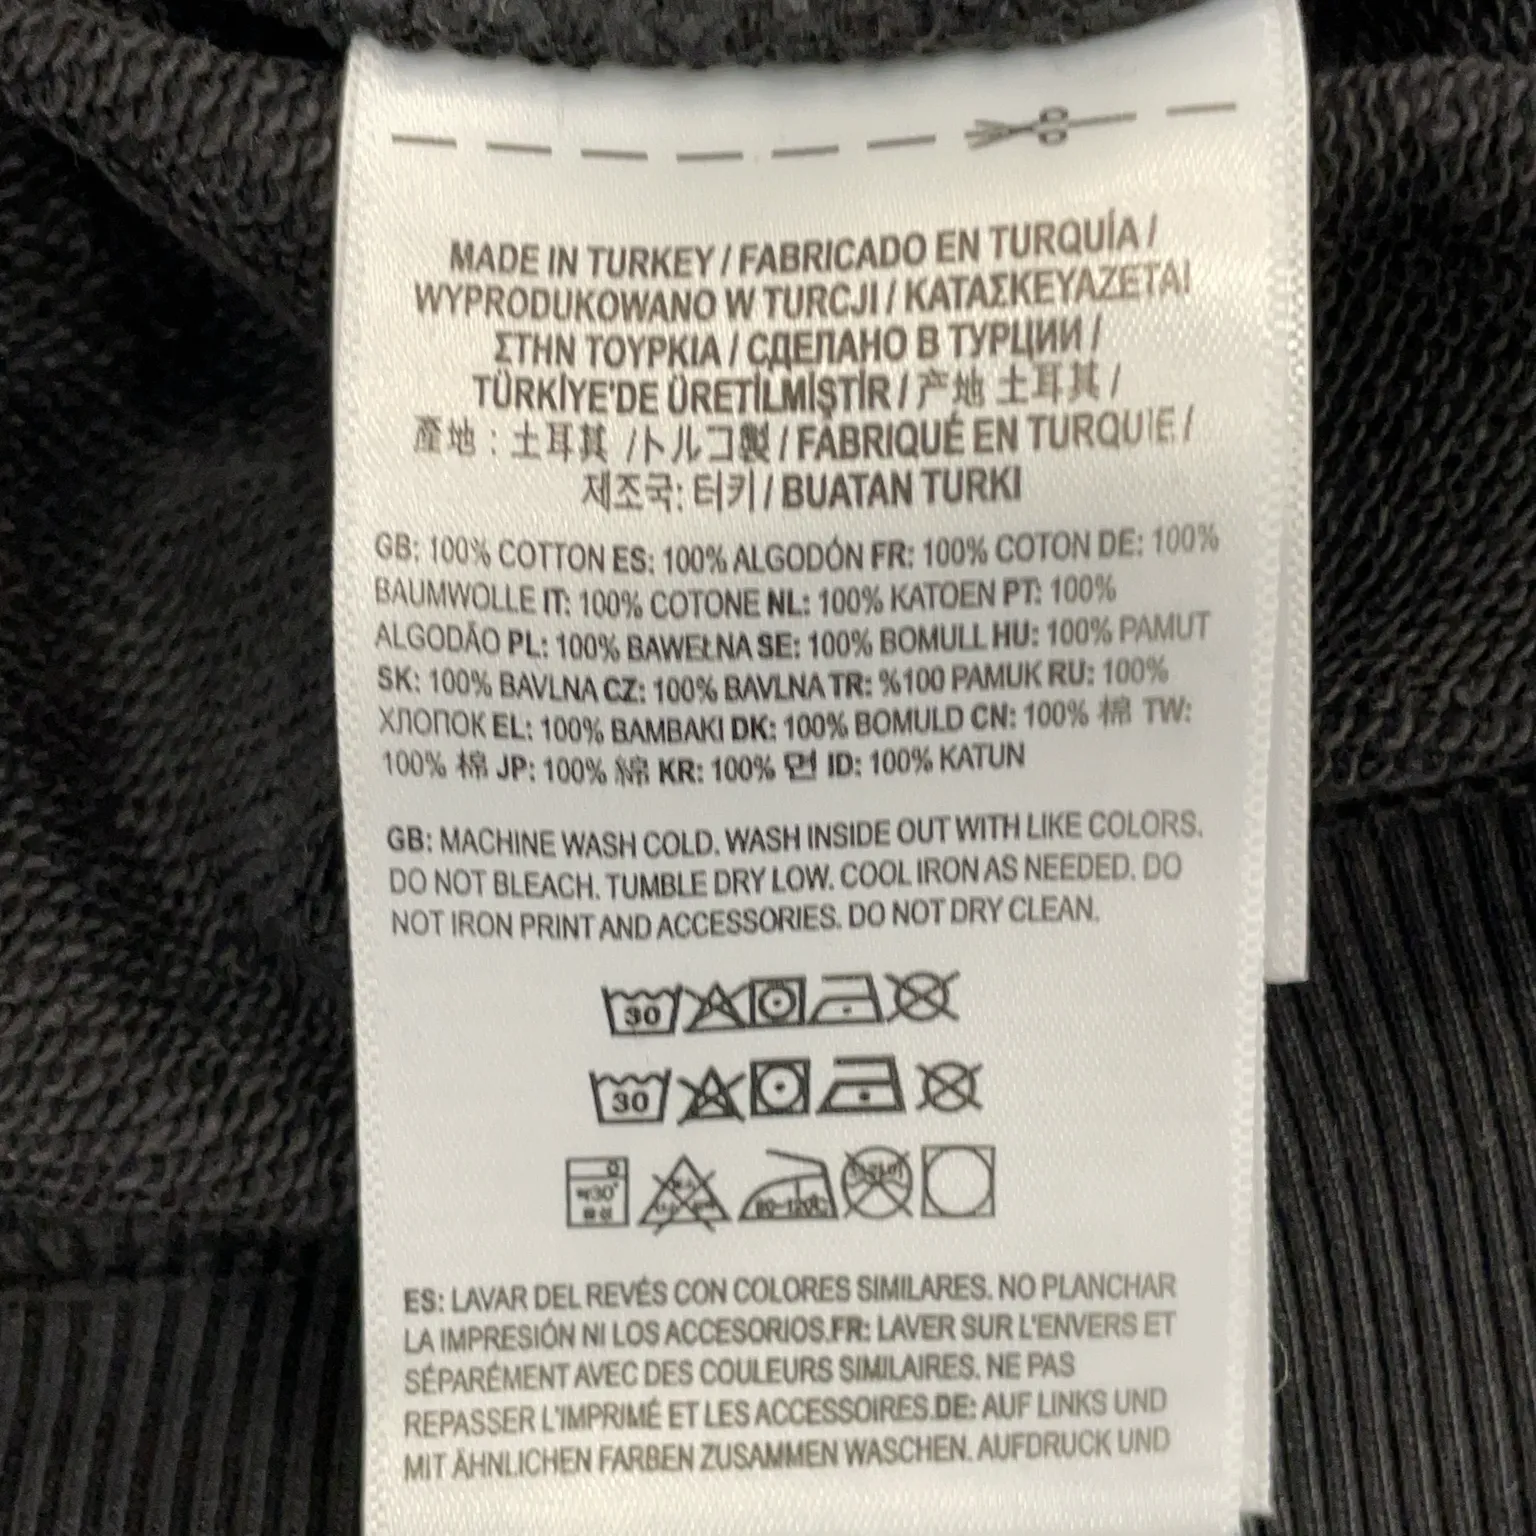 MADE IN TURKEY / FABRICADO EN TURQUÍA /
WYPRODUKOWANO W TURCJI / ΚΑΤΑΣΚΕΥΑΖΕΤΑΙ
ΣΤΗΝ ΤΟΥΡΚΙΑ / СДЕЛАНО В ТУРЦИИ /
TÜRKİYE'DE ÜRETİLMİŞTİR / 产地 土耳其 /
產地 : 土耳其 / トルコ製 / FABRIQUÉ EN TURQUIE /
제조국: 터키 / BUATAN TURKI
GB: 100% COTTON ES: 100% ALGODÓN FR: 100% COTON DE: 100%
BAUMWOLLE IT: 100% COTONE NL: 100% KATOEN PT: 100%
ALGODÃO PL: 100% BAWEŁNA SE: 100% BOMULL HU: 100% PAMUT
SK: 100% BAVLNA CZ: 100% BAVLNA TR: %100 PAMUK RU: 100%
ХЛОПОК EL: 100% ΒΑΜΒΑΚΙ DK: 100% BOMULD CN: 100% 棉 TW:
100% 棉 JP: 100% 綿 KR: 100% 면 ID: 100% KATUN
GB: MACHINE WASH COLD. WASH INSIDE OUT WITH LIKE COLORS.
DO NOT BLEACH. TUMBLE DRY LOW. COOL IRON AS NEEDED. DO
NOT IRON PRINT AND ACCESSORIES. DO NOT DRY CLEAN.
30
30
약30°
80~120℃
ES: LAVAR DEL REVÉS CON COLORES SIMILARES. NO PLANCHAR
LA IMPRESIÓN NI LOS ACCESORIOS.FR: LAVER SUR L'ENVERS ET
SÉPARÉMENT AVEC DES COULEURS SIMILAIRES. NE PAS
REPASSER L'IMPRIMÉ ET LES ACCESSOIRES.DE: AUF LINKS UND
MIT ÄHNLICHEN FARBEN ZUSAMMEN WASCHEN. AUFDRUCK UND